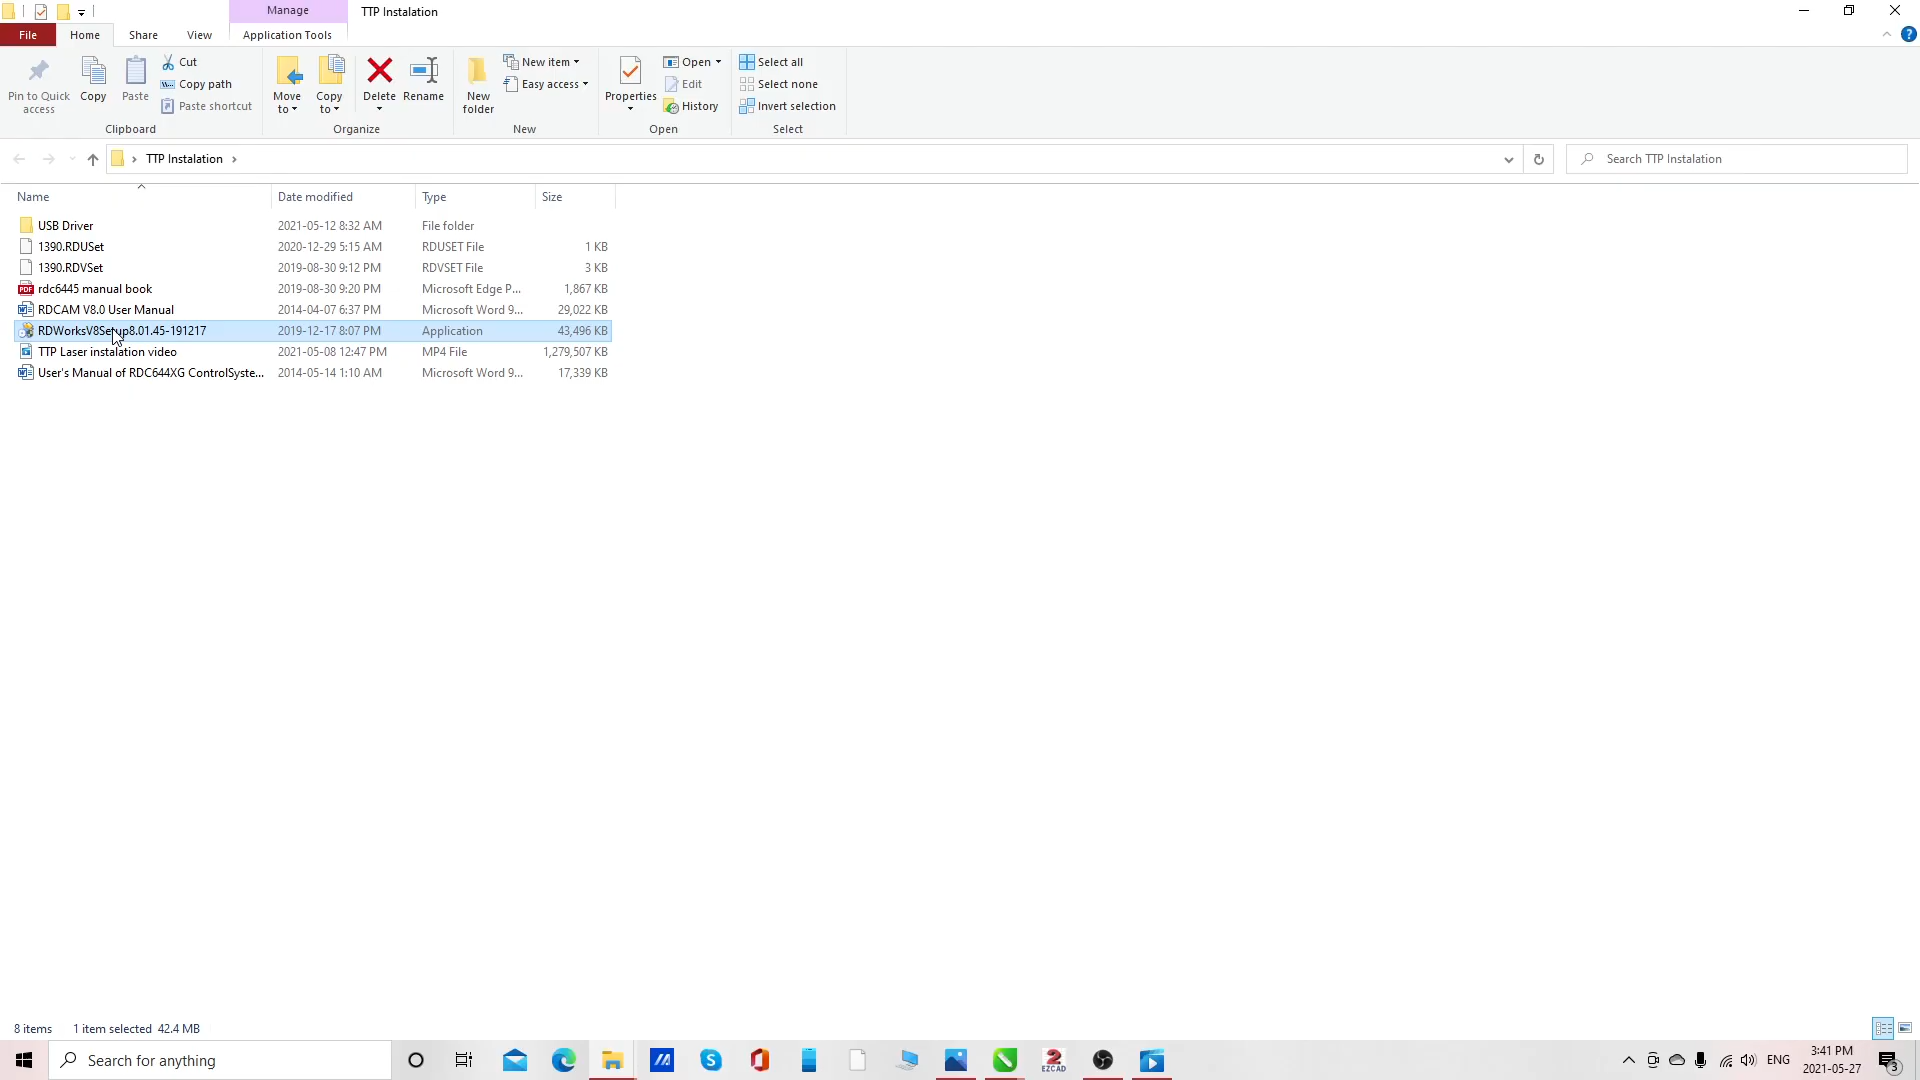 Manage
TTP Instalation
File
Home
Share
View
Application Tools
Pin to Quick access
Copy
Paste
Cut
Copy path
Paste shortcut
Clipboard
Move to
Copy to
Delete
Rename
Organize
New folder
New item
Easy access
New
Properties
Open
Edit
History
Open
Select all
Select none
Invert selection
Select
TTP Instalation
Search TTP Instalation
Name Date modified Type Size
USB Driver 2021-05-12 8:32 AM File folder
1390.RDUSet 2020-12-29 5:15 AM RDUSET File 1 KB
1390.RDVSet 2019-08-30 9:12 PM RDVSET File 3 KB
rdc6445 manual book 2019-08-30 9:20 PM Microsoft Edge P... 1,867 KB
RDCAM V8.0 User Manual 2014-04-07 6:37 PM Microsoft Word 9... 29,022 KB
RDWorksV8Setup8.01.45-191217 2019-12-17 8:07 PM Application 43,496 KB
TTP Laser instalation video 2021-05-08 12:47 PM MP4 File 1,279,507 KB
User's Manual of RDC644XG ControlSyste... 2014-05-14 1:10 AM Microsoft Word 9... 17,339 KB
8 items 1 item selected 42.4 MB
Search for anything
2
EZCAD
ENG
3:41 PM
2021-05-27
3